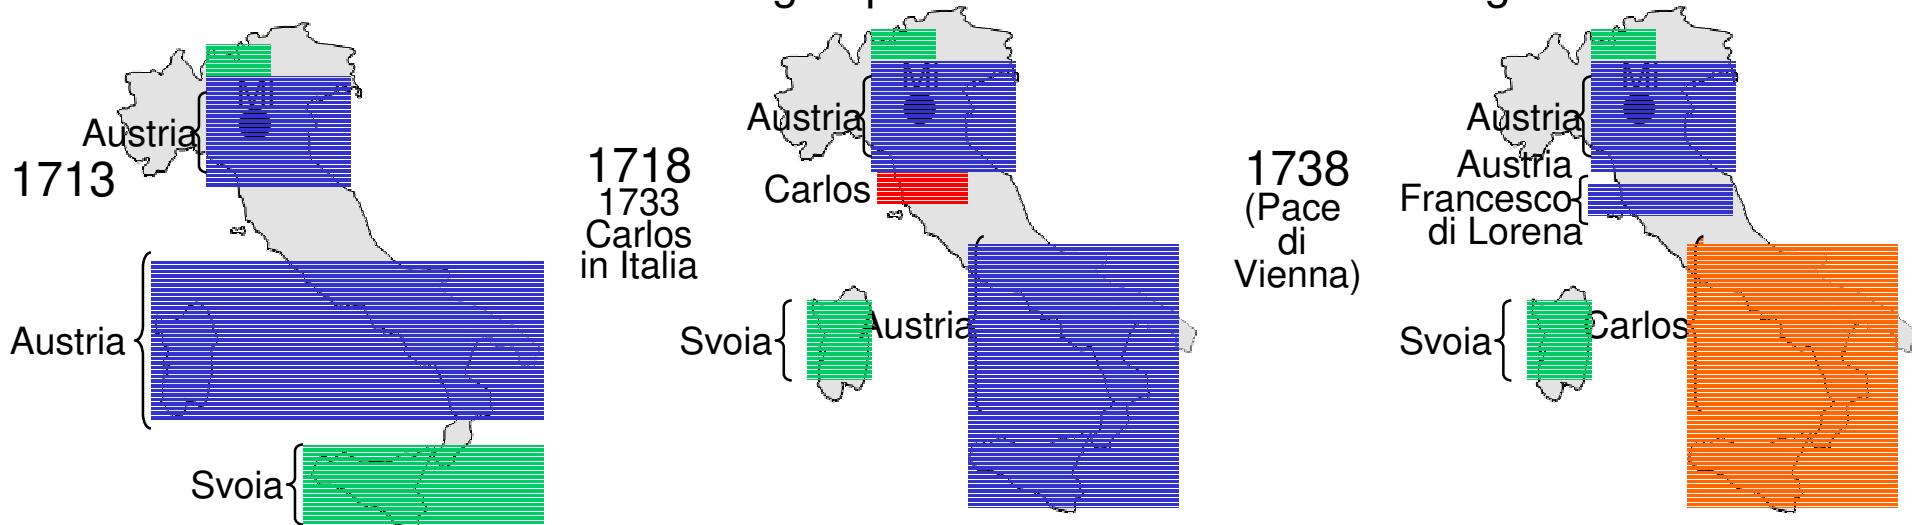 MI
Austria
1713
Austria
Svoia
MI
Austria
1718
1733
Carlos
in Italia
Carlos
Svoia
Austria
MI
Austria
1738
(Pace
di
Vienna)
Austria
Francesco
di Lorena
Svoia
Carlos